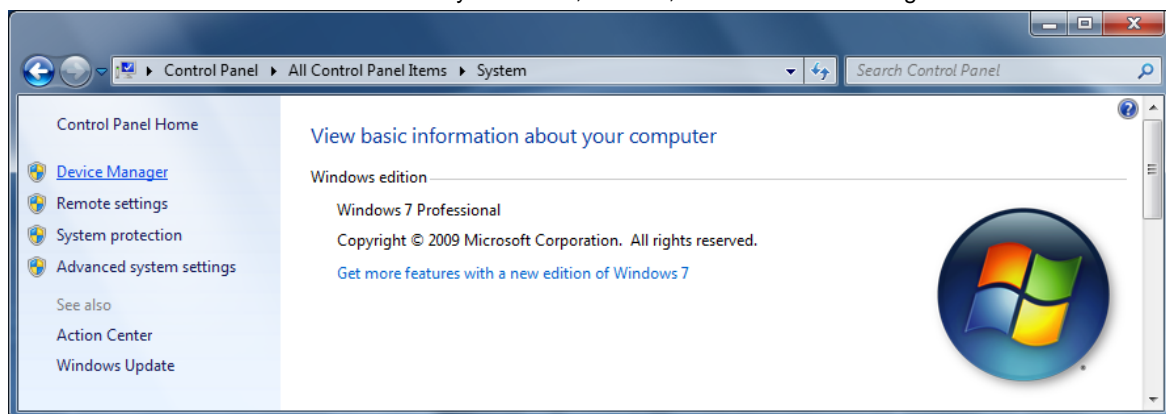 Control Panel ▸ All Control Panel Items ▸ System
Search Control Panel
Control Panel Home
Device Manager
Remote settings
System protection
Advanced system settings
See also
Action Center
Windows Update
View basic information about your computer
Windows edition
Windows 7 Professional
Copyright © 2009 Microsoft Corporation. All rights reserved.
Get more features with a new edition of Windows 7